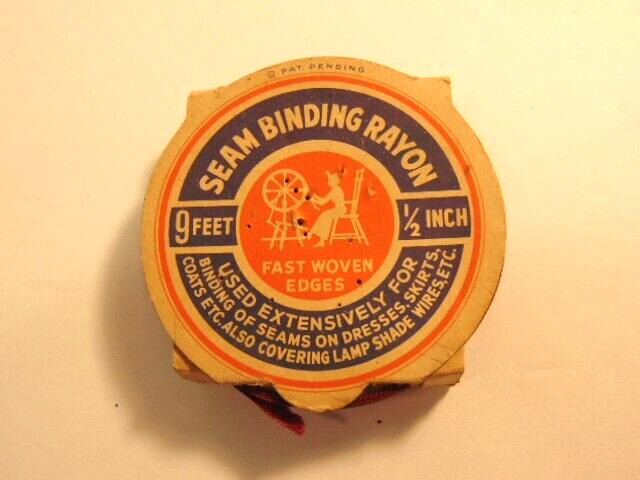 © PAT. PENDING
SEAM BINDING RAYON
9 FEET
½ INCH
FAST WOVEN
EDGES
USED EXTENSIVELY FOR
BINDING OF SEAMS ON DRESSES, SKIRTS,
COATS ETC. ALSO COVERING LAMP SHADE WIRES, ETC.